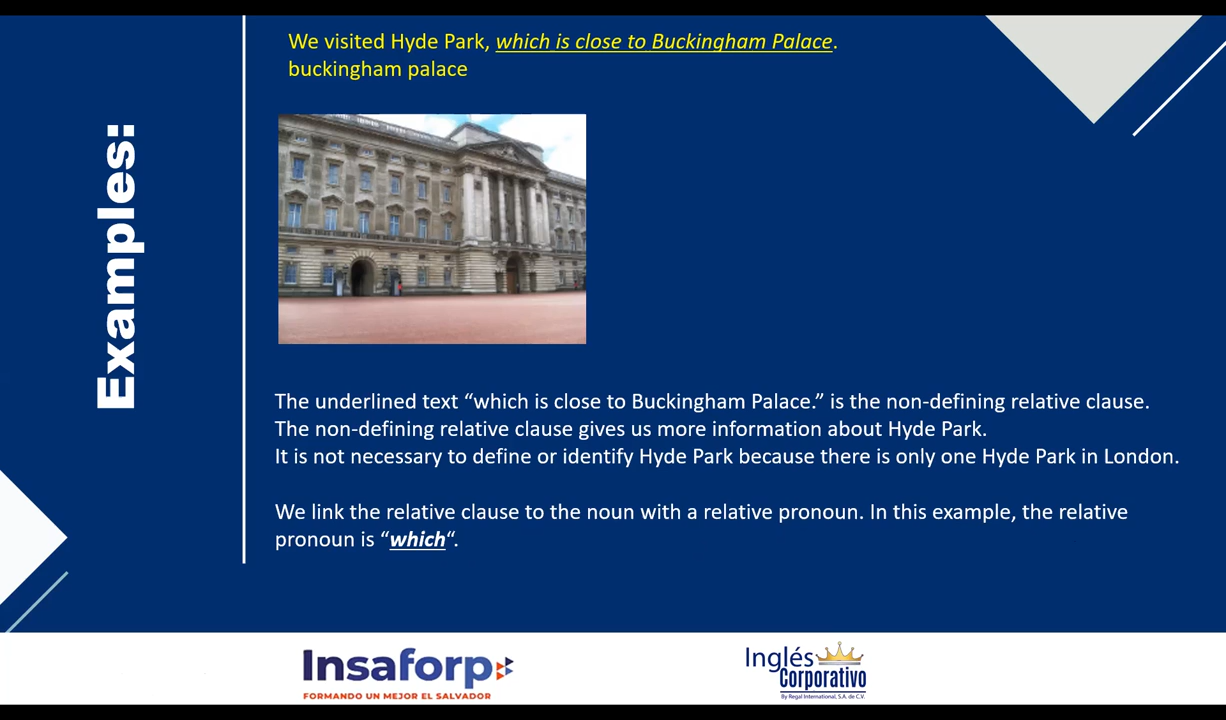 We visited Hyde Park, which is close to Buckingham Palace.
buckingham palace
Examples:
The underlined text “which is close to Buckingham Palace.” is the non-defining relative clause.
The non-defining relative clause gives us more information about Hyde Park.
It is not necessary to define or identify Hyde Park because there is only one Hyde Park in London.
We link the relative clause to the noun with a relative pronoun. In this example, the relative
pronoun is “which“.
Insaforp
FORMANDO UN MEJOR EL SALVADOR
Inglés
Corporativo
By Regal International, S.A. de C.V.